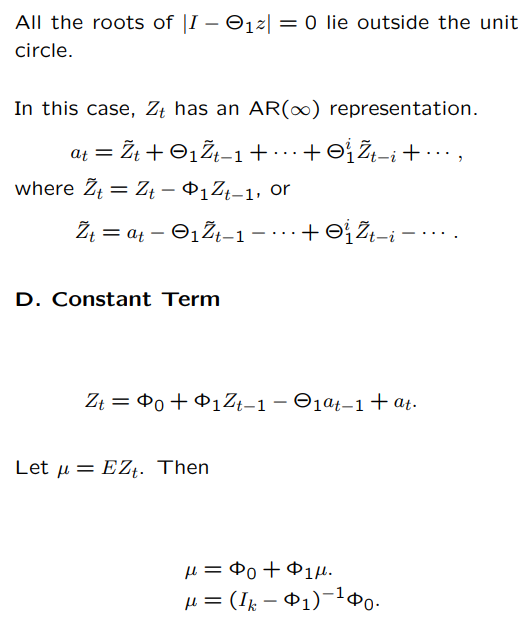 All the roots of |I − Θ₁z| = 0 lie outside the unit
circle.
In this case, Zₜ has an AR(∞) representation.
aₜ = Z̃ₜ + Θ₁Z̃ₜ₋₁ + ⋯ + Θ₁ⁱZ̃ₜ₋ᵢ + ⋯ ,
where Z̃ₜ = Zₜ − Φ₁Zₜ₋₁, or
Z̃ₜ = aₜ − Θ₁Z̃ₜ₋₁ − ⋯ + Θ₁ⁱZ̃ₜ₋ᵢ − ⋯ .
D. Constant Term
Zₜ = Φ₀ + Φ₁Zₜ₋₁ − Θ₁aₜ₋₁ + aₜ.
Let μ = EZₜ. Then
μ = Φ₀ + Φ₁μ.
μ = (Iₖ − Φ₁)⁻¹Φ₀.